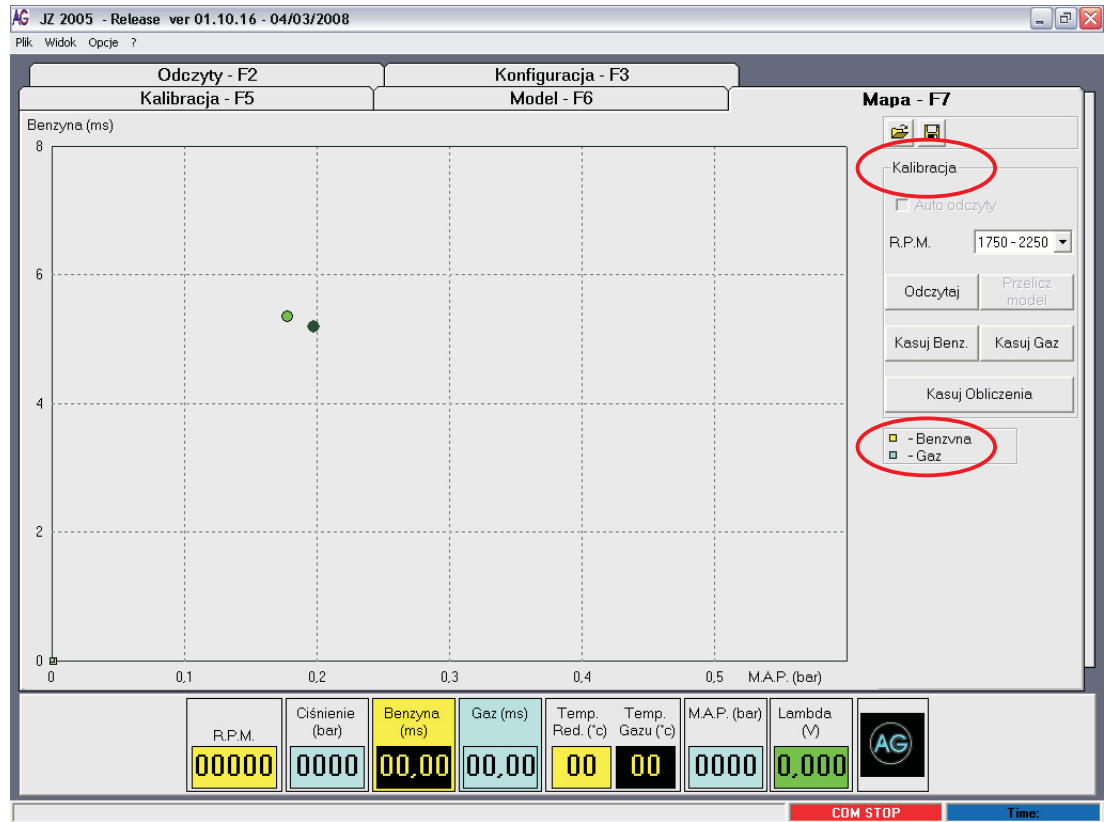 AG JZ 2005 - Release ver 01.10.16 - 04/03/2008
Plik Widok Opcje ?
Odczyty - F2
Konfiguracja - F3
Kalibracja - F5
Model - F6
Mapa - F7
Benzyna (ms)
8
6
4
2
0
0
0,1
0,2
0,3
0,4
0,5
M.A.P. (bar)
Kalibracja
Auto odczyty
R.P.M.
1750 - 2250
Odczytaj
Przelicz
model
Kasuj Benz.
Kasuj Gaz
Kasuj Obliczenia
- Benzyna
- Gaz
R.P.M.
00000
Ciśnienie
(bar)
0000
Benzyna
(ms)
00,00
Gaz (ms)
00,00
Temp.
Red. (°c)
00
Temp.
Gazu (°c)
00
M.A.P. (bar)
0000
Lambda
(V)
0,000
AG
COM STOP
Time: